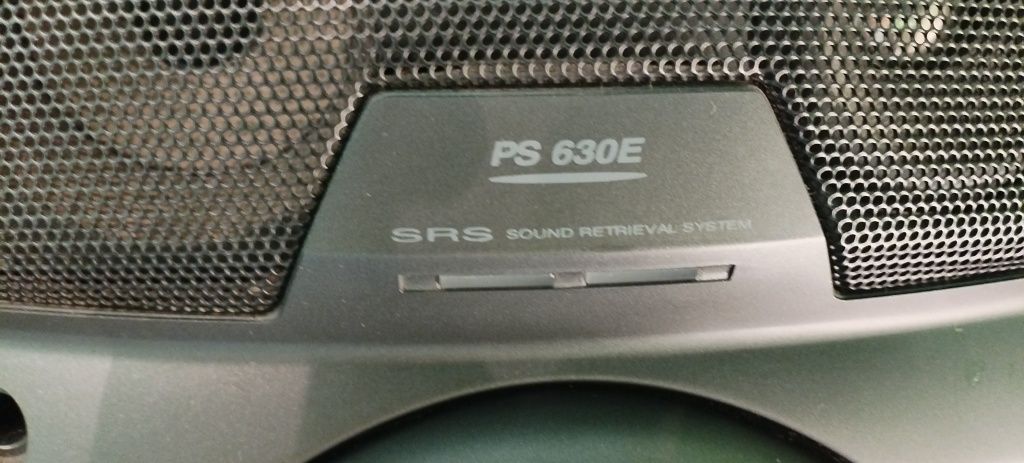 PS 630E
SRS SOUND RETRIEVAL SYSTEM